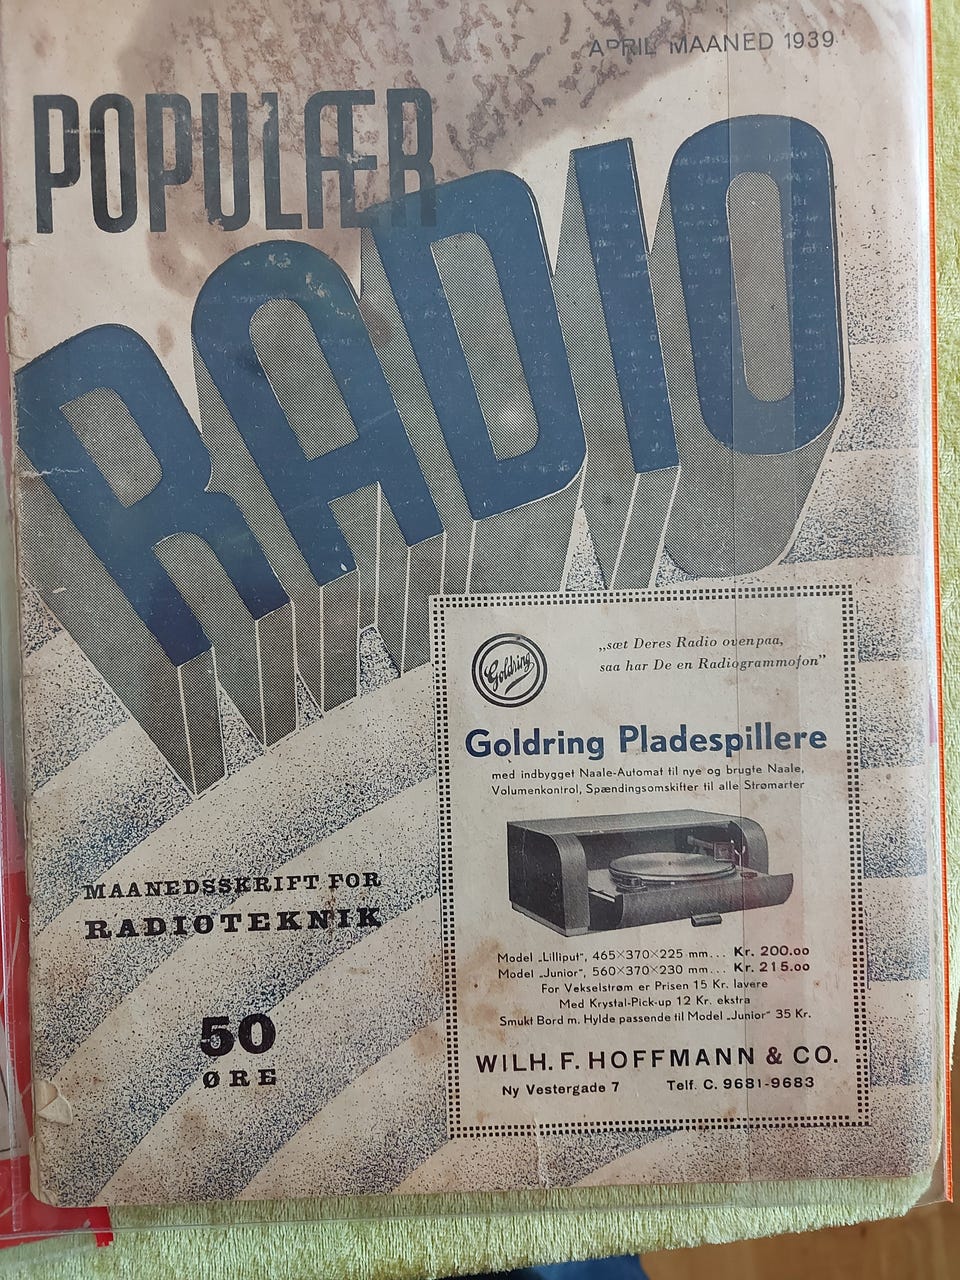 APRIL MAANED 1939
POPULÆR
RADIO
Goldring
„sæt Deres Radio ovenpaa,
saa har De en Radiogrammofon”
Goldring Pladespillere
med indbygget Naale-Automat til nye og brugte Naale,
Volumenkontrol, Spændingsomskifter til alle Strømarter
MAANEDSSKRIFT FOR
RADIOTEKNIK
50
ØRE
Model „Lilliput“, 465×370×225 mm... Kr. 200.00
Model „Junior“, 560×370×230 mm... Kr. 215.00
For Vekselstrøm er Prisen 15 Kr. lavere
Med Krystal-Pick-up 12 Kr. ekstra
Smukt Bord m. Hylde passende til Model „Junior“ 35 Kr.
WILH. F. HOFFMANN & CO.
Ny Vestergade 7 Telf. C. 9681-9683